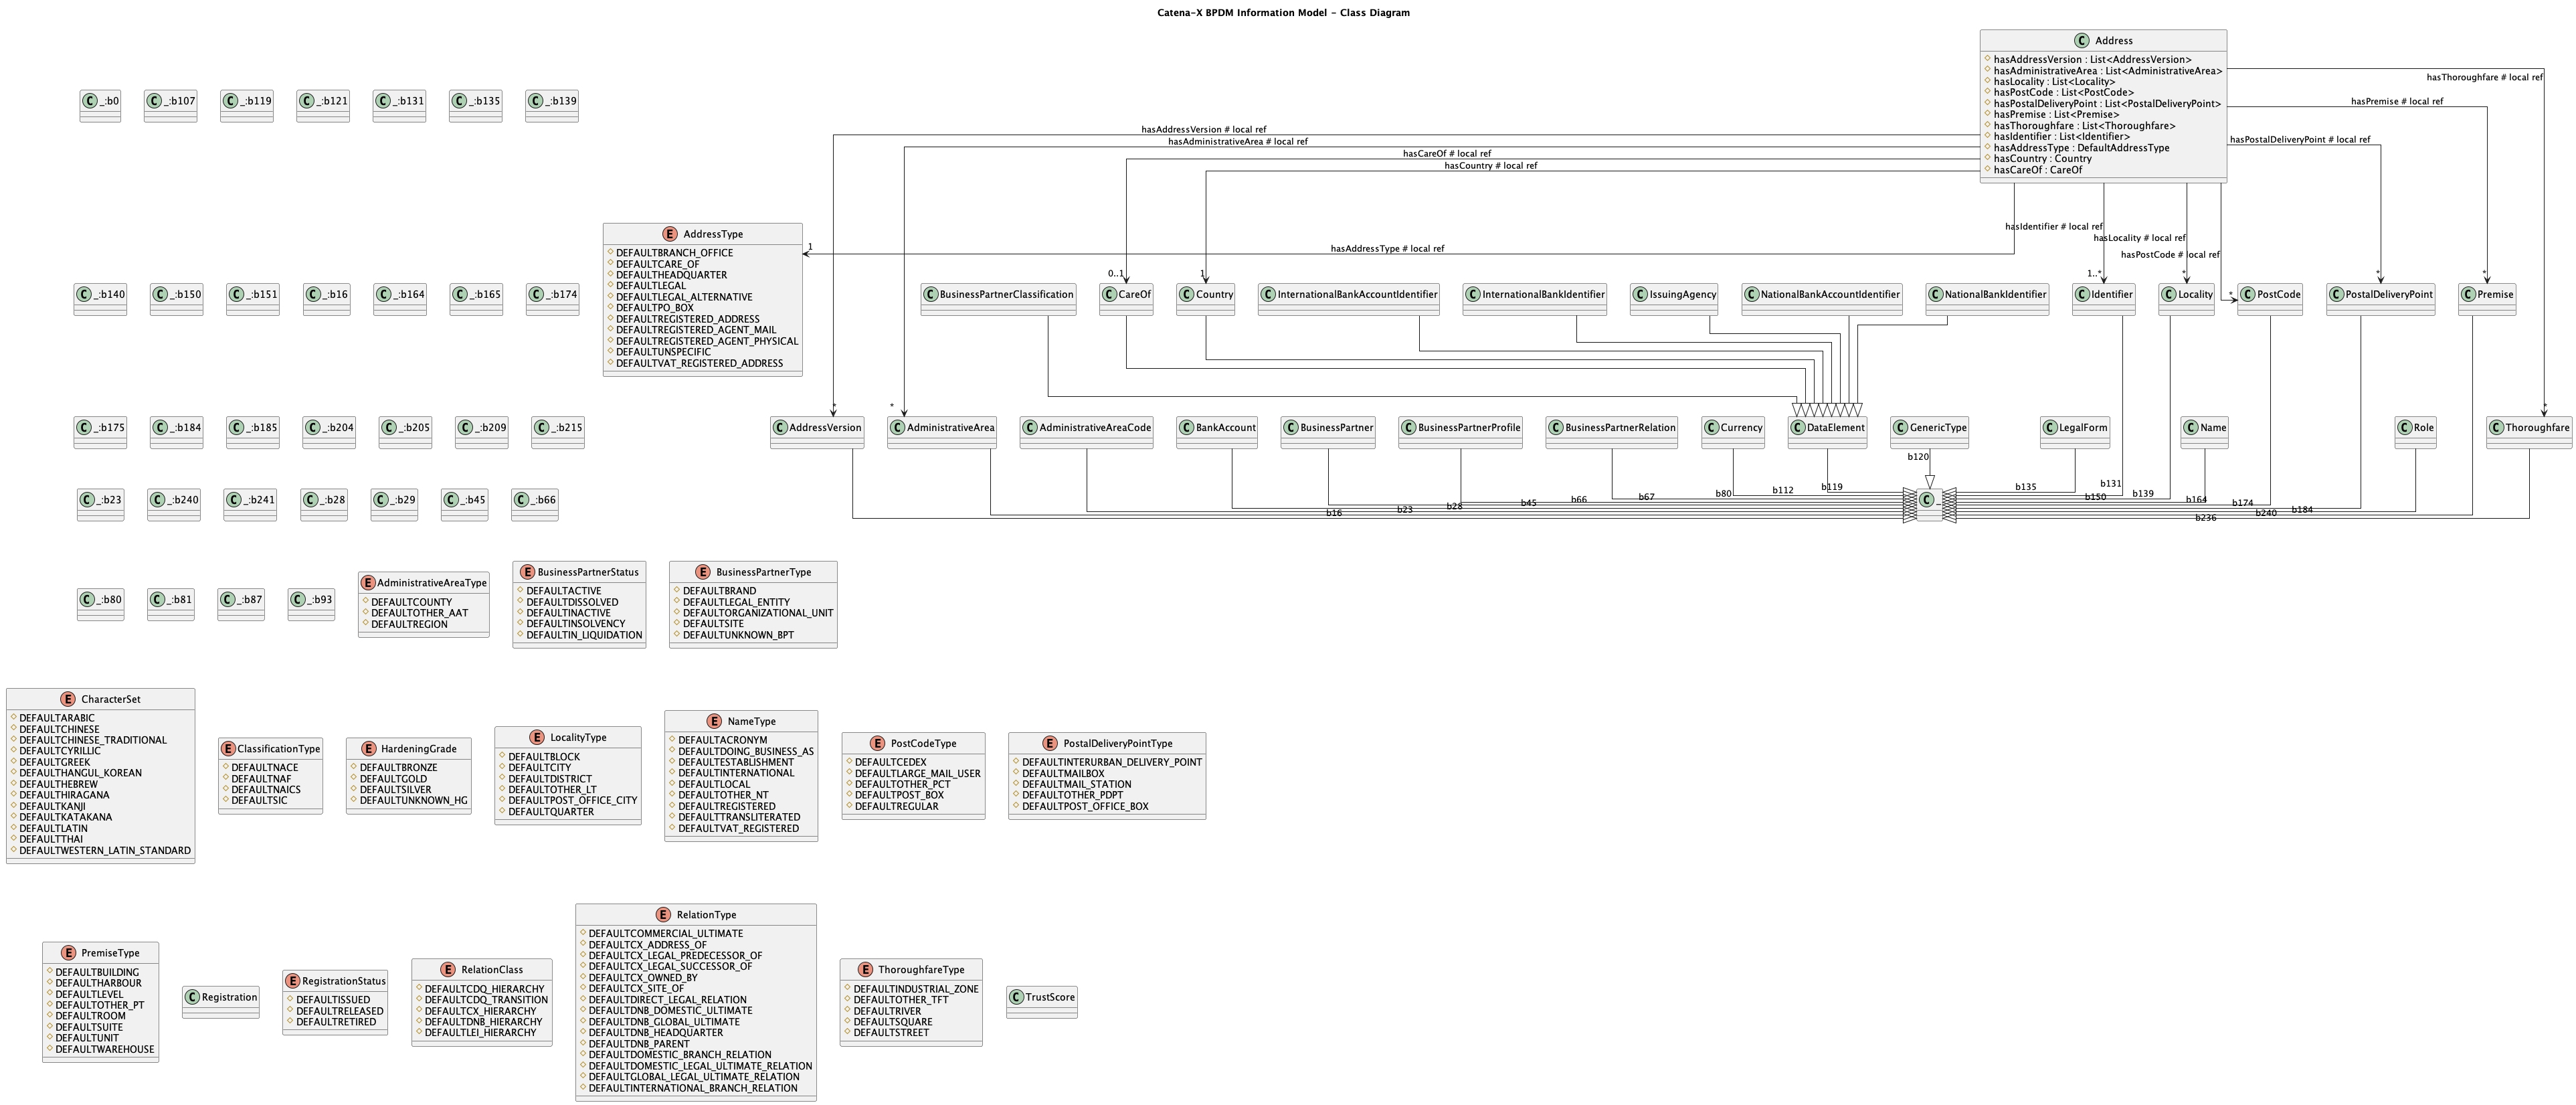 Catena-X BPDM Information Model - Class Diagram
Address
hasAddressVersion : List<AddressVersion>
hasAdministrativeArea : List<AdministrativeArea>
hasLocality : List<Locality>
hasPostCode : List<PostCode>
hasPostalDeliveryPoint : List<PostalDeliveryPoint>
hasPremise : List<Premise>
hasThoroughfare : List<Thoroughfare>
hasIdentifier : List<Identifier>
hasAddressType : DefaultAddressType
hasCountry : Country
hasCareOf : CareOf
hasThoroughfare # local ref
hasPremise # local ref
_:b0
_:b107
_:b119
_:b121
_:b131
_:b135
_:b139
hasAddressVersion # local ref
hasAdministrativeArea # local ref
hasCareOf # local ref
hasCountry # local ref
hasPostalDeliveryPoint # local ref
hasIdentifier # local ref
hasLocality # local ref
hasPostCode # local ref
hasAddressType # local ref
1
AddressType
DEFAULTBRANCH_OFFICE
DEFAULTCARE_OF
DEFAULTHEADQUARTER
DEFAULTLEGAL
DEFAULTLEGAL_ALTERNATIVE
DEFAULTPO_BOX
DEFAULTREGISTERED_ADDRESS
DEFAULTREGISTERED_AGENT_MAIL
DEFAULTREGISTERED_AGENT_PHYSICAL
DEFAULTUNSPECIFIC
DEFAULTVAT_REGISTERED_ADDRESS
0..1
1
1..*
*
*
*
*
_:b140
_:b150
_:b151
_:b16
_:b164
_:b165
_:b174
BusinessPartnerClassification
CareOf
Country
InternationalBankAccountIdentifier
InternationalBankIdentifier
IssuingAgency
NationalBankAccountIdentifier
NationalBankIdentifier
Identifier
Locality
PostCode
PostalDeliveryPoint
Premise
*
*
*
_:b175
_:b184
_:b185
_:b204
_:b205
_:b209
_:b215
AddressVersion
AdministrativeArea
AdministrativeAreaCode
BankAccount
BusinessPartner
BusinessPartnerProfile
BusinessPartnerRelation
Currency
DataElement
GenericType
LegalForm
Name
Role
Thoroughfare
b120
_:b23
_:b240
_:b241
_:b28
_:b29
_:b45
_:b66
_
b16
b23
b28
b45
b66
b67
b80
b112
b119
b135
b131
b150
b139
b164
b174
b240
b184
b236
_:b80
_:b81
_:b87
_:b93
AdministrativeAreaType
DEFAULTCOUNTY
DEFAULTOTHER_AAT
DEFAULTREGION
BusinessPartnerStatus
DEFAULTACTIVE
DEFAULTDISSOLVED
DEFAULTINACTIVE
DEFAULTINSOLVENCY
DEFAULTIN_LIQUIDATION
BusinessPartnerType
DEFAULTBRAND
DEFAULTLEGAL_ENTITY
DEFAULTORGANIZATIONAL_UNIT
DEFAULTSITE
DEFAULTUNKNOWN_BPT
CharacterSet
DEFAULTARABIC
DEFAULTCHINESE
DEFAULTCHINESE_TRADITIONAL
DEFAULTCYRILLIC
DEFAULTGREEK
DEFAULTHANGUL_KOREAN
DEFAULTHEBREW
DEFAULTHIRAGANA
DEFAULTKANJI
DEFAULTKATAKANA
DEFAULTLATIN
DEFAULTTHAI
DEFAULTWESTERN_LATIN_STANDARD
ClassificationType
DEFAULTNACE
DEFAULTNAF
DEFAULTNAICS
DEFAULTSIC
HardeningGrade
DEFAULTBRONZE
DEFAULTGOLD
DEFAULTSILVER
DEFAULTUNKNOWN_HG
LocalityType
DEFAULTBLOCK
DEFAULTCITY
DEFAULTDISTRICT
DEFAULTOTHER_LT
DEFAULTPOST_OFFICE_CITY
DEFAULTQUARTER
NameType
DEFAULTACRONYM
DEFAULTDOING_BUSINESS_AS
DEFAULTESTABLISHMENT
DEFAULTINTERNATIONAL
DEFAULTLOCAL
DEFAULTOTHER_NT
DEFAULTREGISTERED
DEFAULTTRANSLITERATED
DEFAULTVAT_REGISTERED
PostCodeType
DEFAULTCEDEX
DEFAULTLARGE_MAIL_USER
DEFAULTOTHER_PCT
DEFAULTPOST_BOX
DEFAULTREGULAR
PostalDeliveryPointType
DEFAULTINTERURBAN_DELIVERY_POINT
DEFAULTMAILBOX
DEFAULTMAIL_STATION
DEFAULTOTHER_PDPT
DEFAULTPOST_OFFICE_BOX
PremiseType
DEFAULTBUILDING
DEFAULTHARBOUR
DEFAULTLEVEL
DEFAULTOTHER_PT
DEFAULTROOM
DEFAULTSUITE
DEFAULTUNIT
DEFAULTWAREHOUSE
Registration
RegistrationStatus
DEFAULTISSUED
DEFAULTRELEASED
DEFAULTRETIRED
RelationClass
DEFAULTCDQ_HIERARCHY
DEFAULTCDQ_TRANSITION
DEFAULTCX_HIERARCHY
DEFAULTDNB_HIERARCHY
DEFAULTLEI_HIERARCHY
RelationType
DEFAULTCOMMERCIAL_ULTIMATE
DEFAULTCX_ADDRESS_OF
DEFAULTCX_LEGAL_PREDECESSOR_OF
DEFAULTCX_LEGAL_SUCCESSOR_OF
DEFAULTCX_OWNED_BY
DEFAULTCX_SITE_OF
DEFAULTDIRECT_LEGAL_RELATION
DEFAULTDNB_DOMESTIC_ULTIMATE
DEFAULTDNB_GLOBAL_ULTIMATE
DEFAULTDNB_HEADQUARTER
DEFAULTDNB_PARENT
DEFAULTDOMESTIC_BRANCH_RELATION
DEFAULTDOMESTIC_LEGAL_ULTIMATE_RELATION
DEFAULTGLOBAL_LEGAL_ULTIMATE_RELATION
DEFAULTINTERNATIONAL_BRANCH_RELATION
ThoroughfareType
DEFAULTINDUSTRIAL_ZONE
DEFAULTOTHER_TFT
DEFAULTRIVER
DEFAULTSQUARE
DEFAULTSTREET
TrustScore